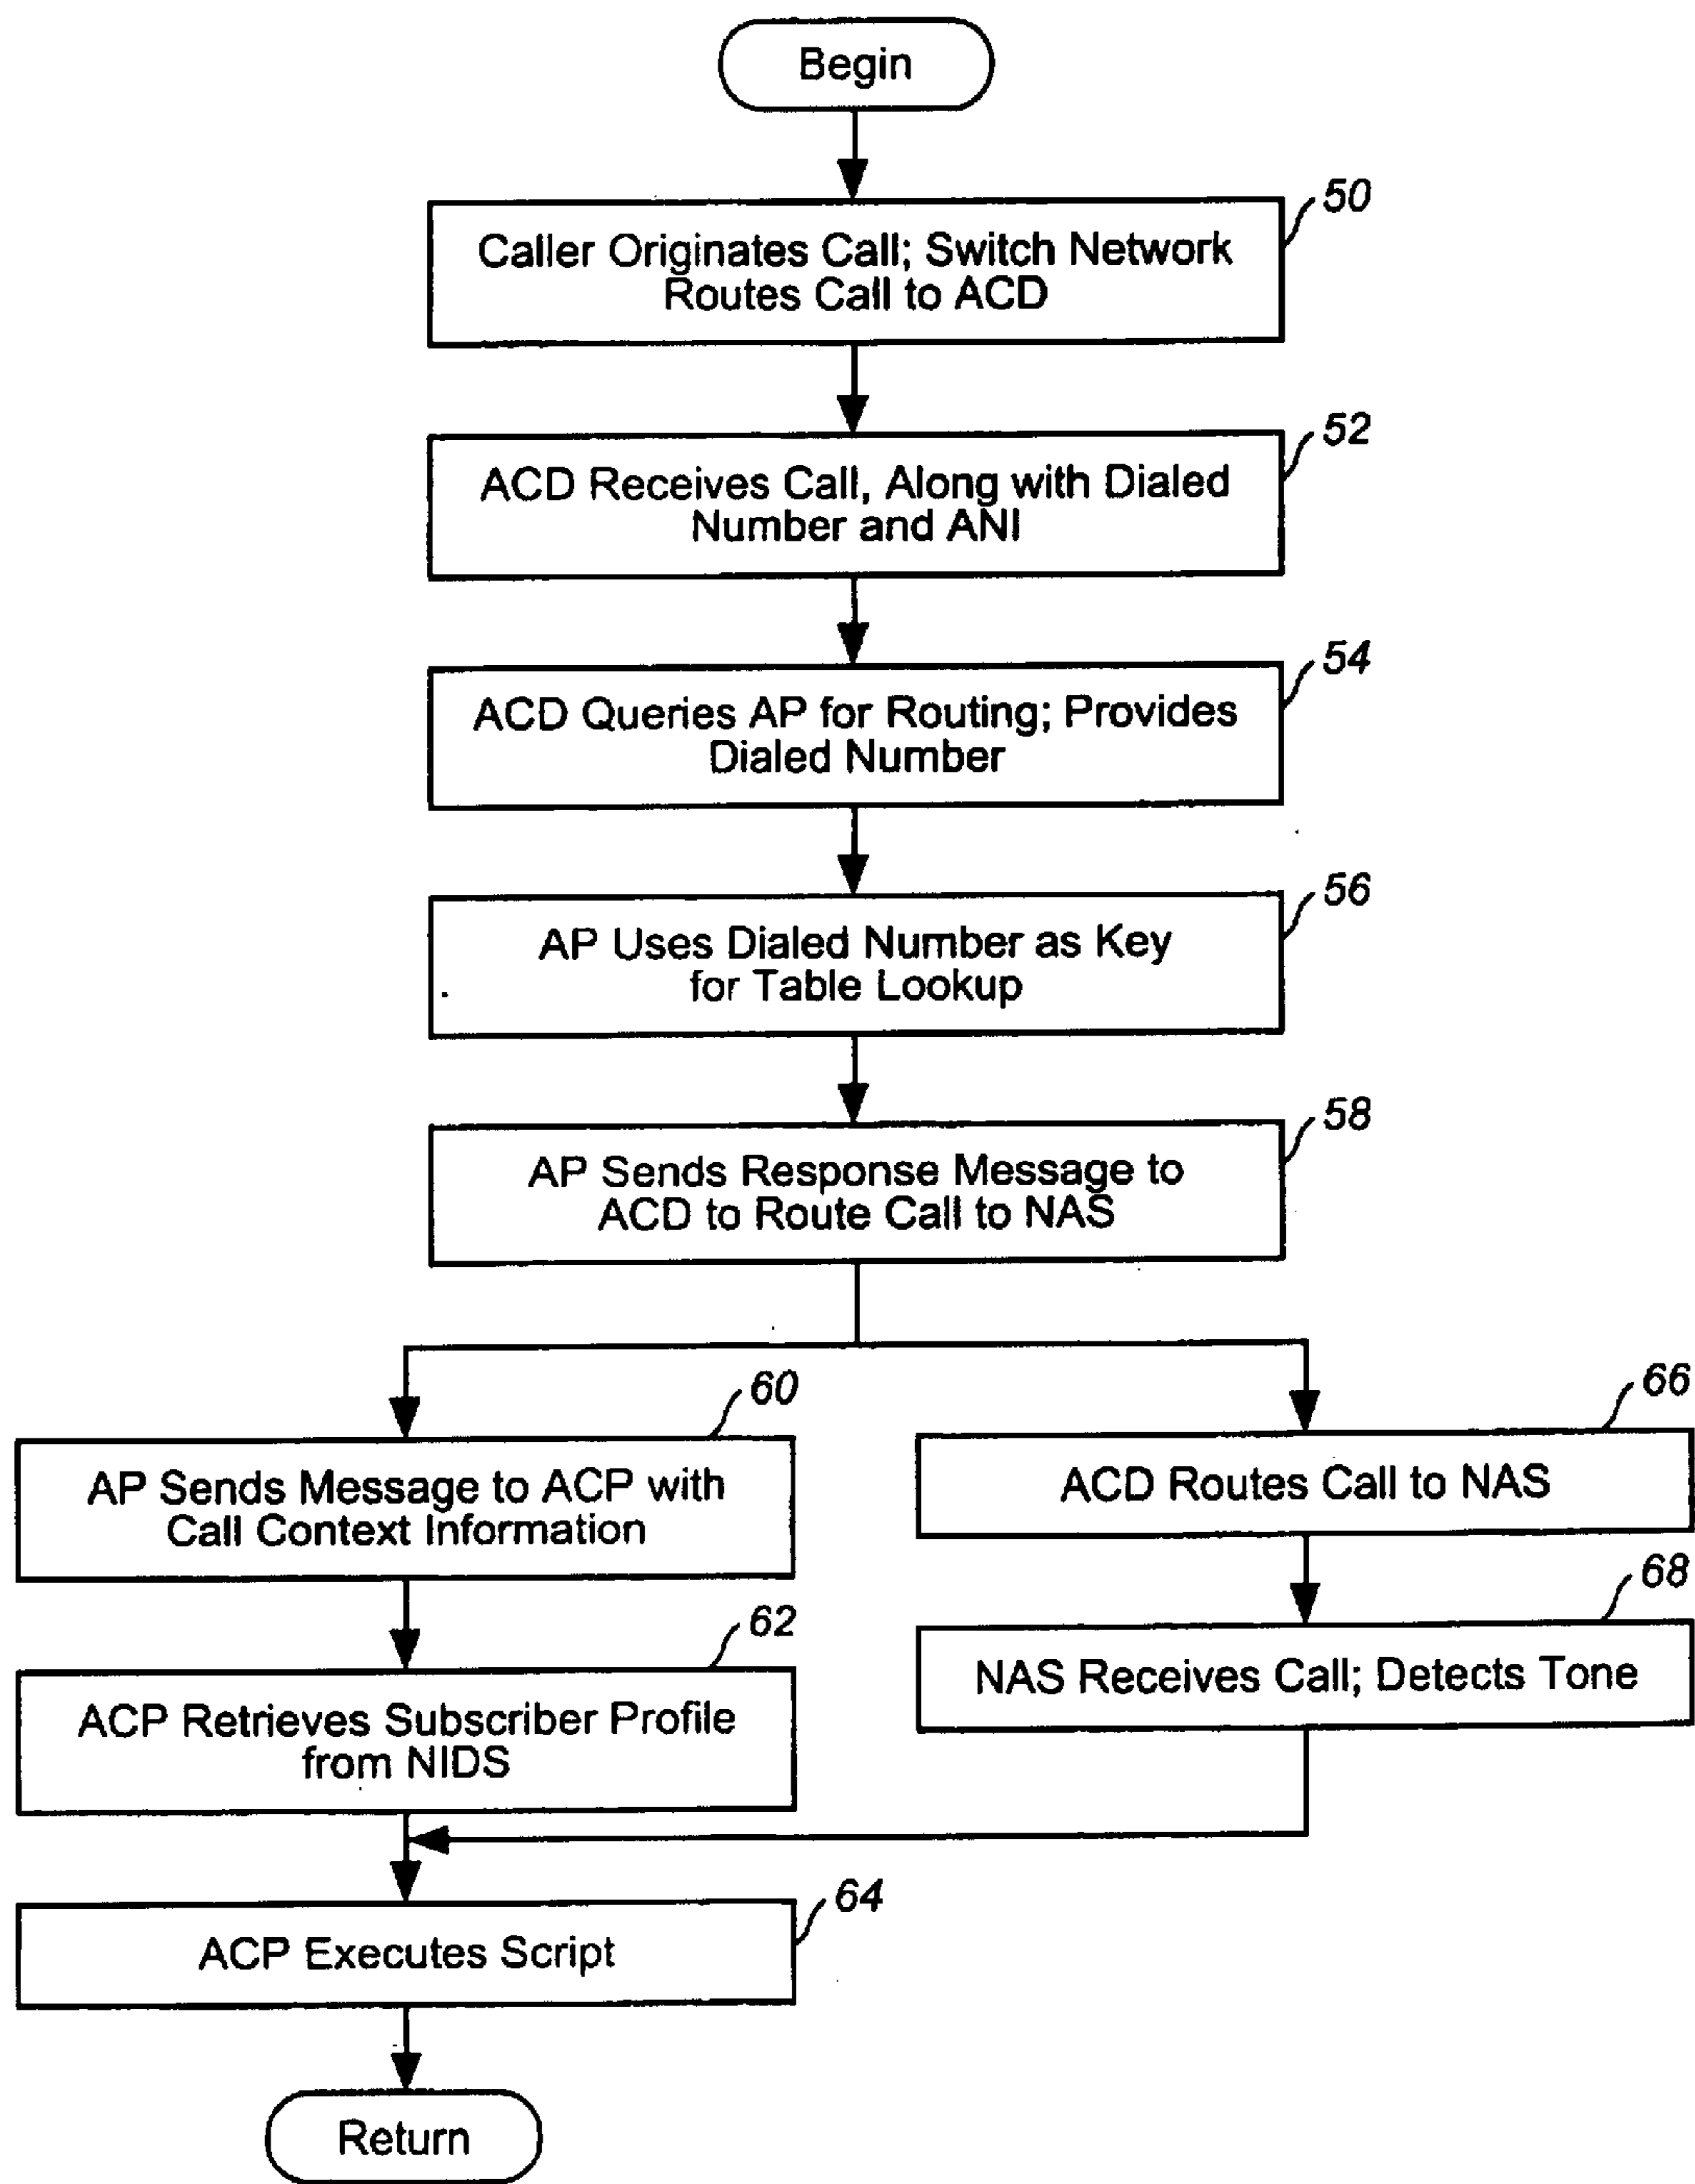 Begin
50
Caller Originates Call; Switch Network
Routes Call to ACD
52
ACD Receives Call, Along with Dialed
Number and ANI
54
ACD Queries AP for Routing; Provides
Dialed Number
56
AP Uses Dialed Number as Key
for Table Lookup
58
AP Sends Response Message to
ACD to Route Call to NAS
60
AP Sends Message to ACP with
Call Context Information
66
ACD Routes Call to NAS
62
ACP Retrieves Subscriber Profile
from NIDS
68
NAS Receives Call; Detects Tone
64
ACP Executes Script
Return